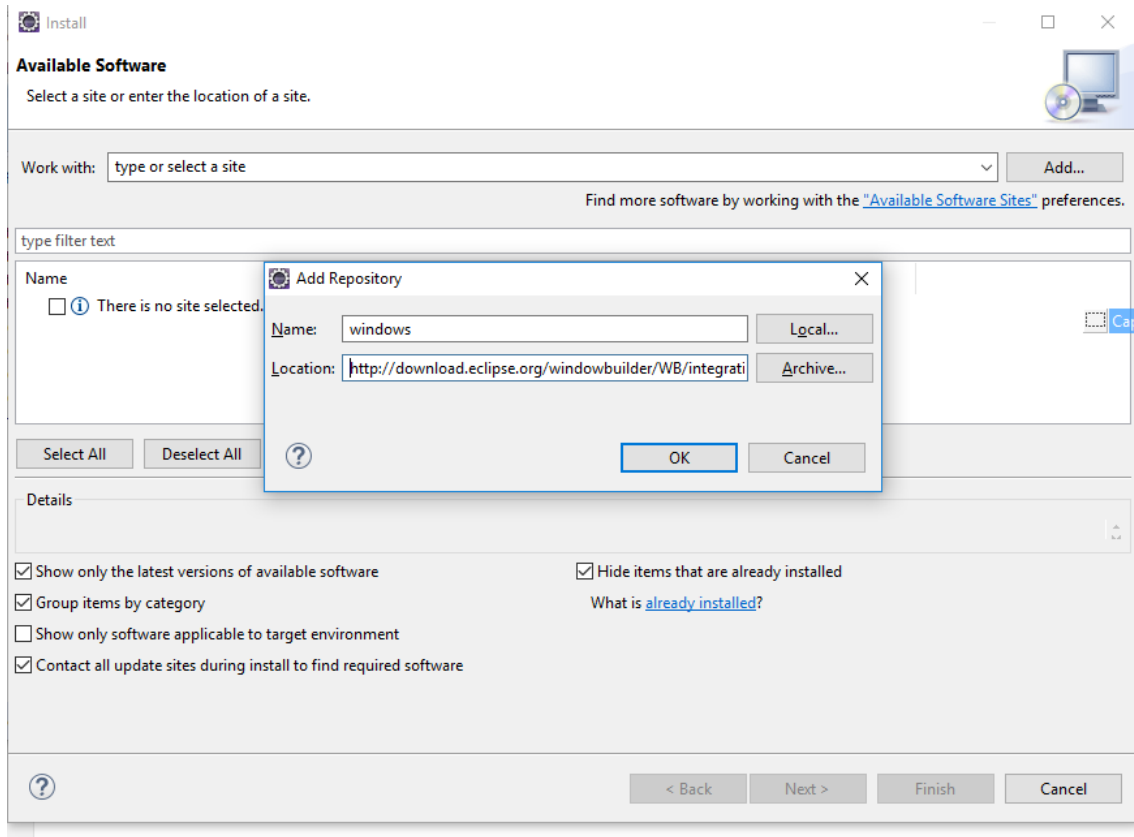 Install
Available Software
Select a site or enter the location of a site.
Work with: type or select a site Add...
Find more software by working with the "Available Software Sites" preferences.
type filter text
Name
There is no site selected.
Add Repository
Name: windows Local...
Location: http://download.eclipse.org/windowbuilder/WB/integrati Archive...
OK Cancel
Select All Deselect All
Details
Show only the latest versions of available software
Hide items that are already installed
Group items by category
What is already installed?
Show only software applicable to target environment
Contact all update sites during install to find required software
< Back Next > Finish Cancel